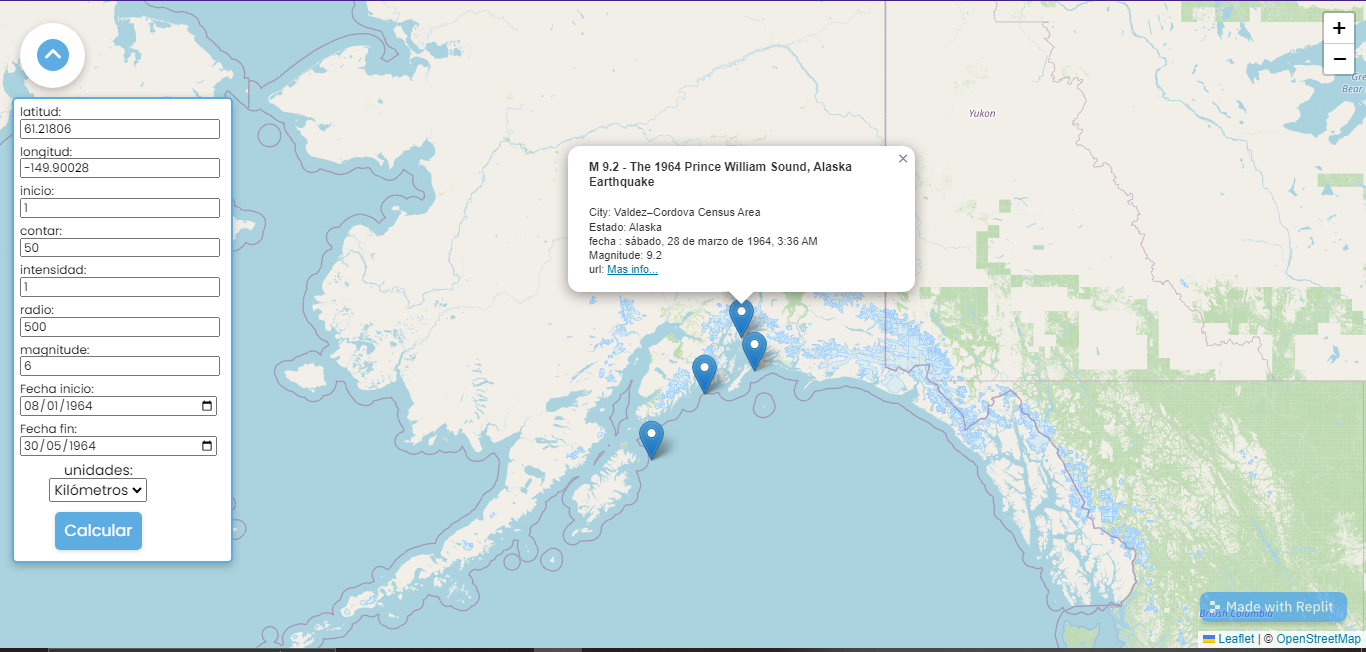 latitud:
61.21806
longitud:
-149.90028
inicio:
1
contar:
50
intensidad:
1
radio:
500
magnitude:
6
Fecha inicio:
08/01/1964
Fecha fin:
30/05/1964
unidades:
Kilómetros
Calcular
M 9.2 - The 1964 Prince William Sound, Alaska
Earthquake
×
City: Valdez–Cordova Census Area
Estado: Alaska
fecha : sábado, 28 de marzo de 1964, 3:36 AM
Magnitude: 9.2
url: Mas info...
Yukon
+
−
Gre
Bear
British Columbia
Made with Replit
Leaflet | © OpenStreetMap